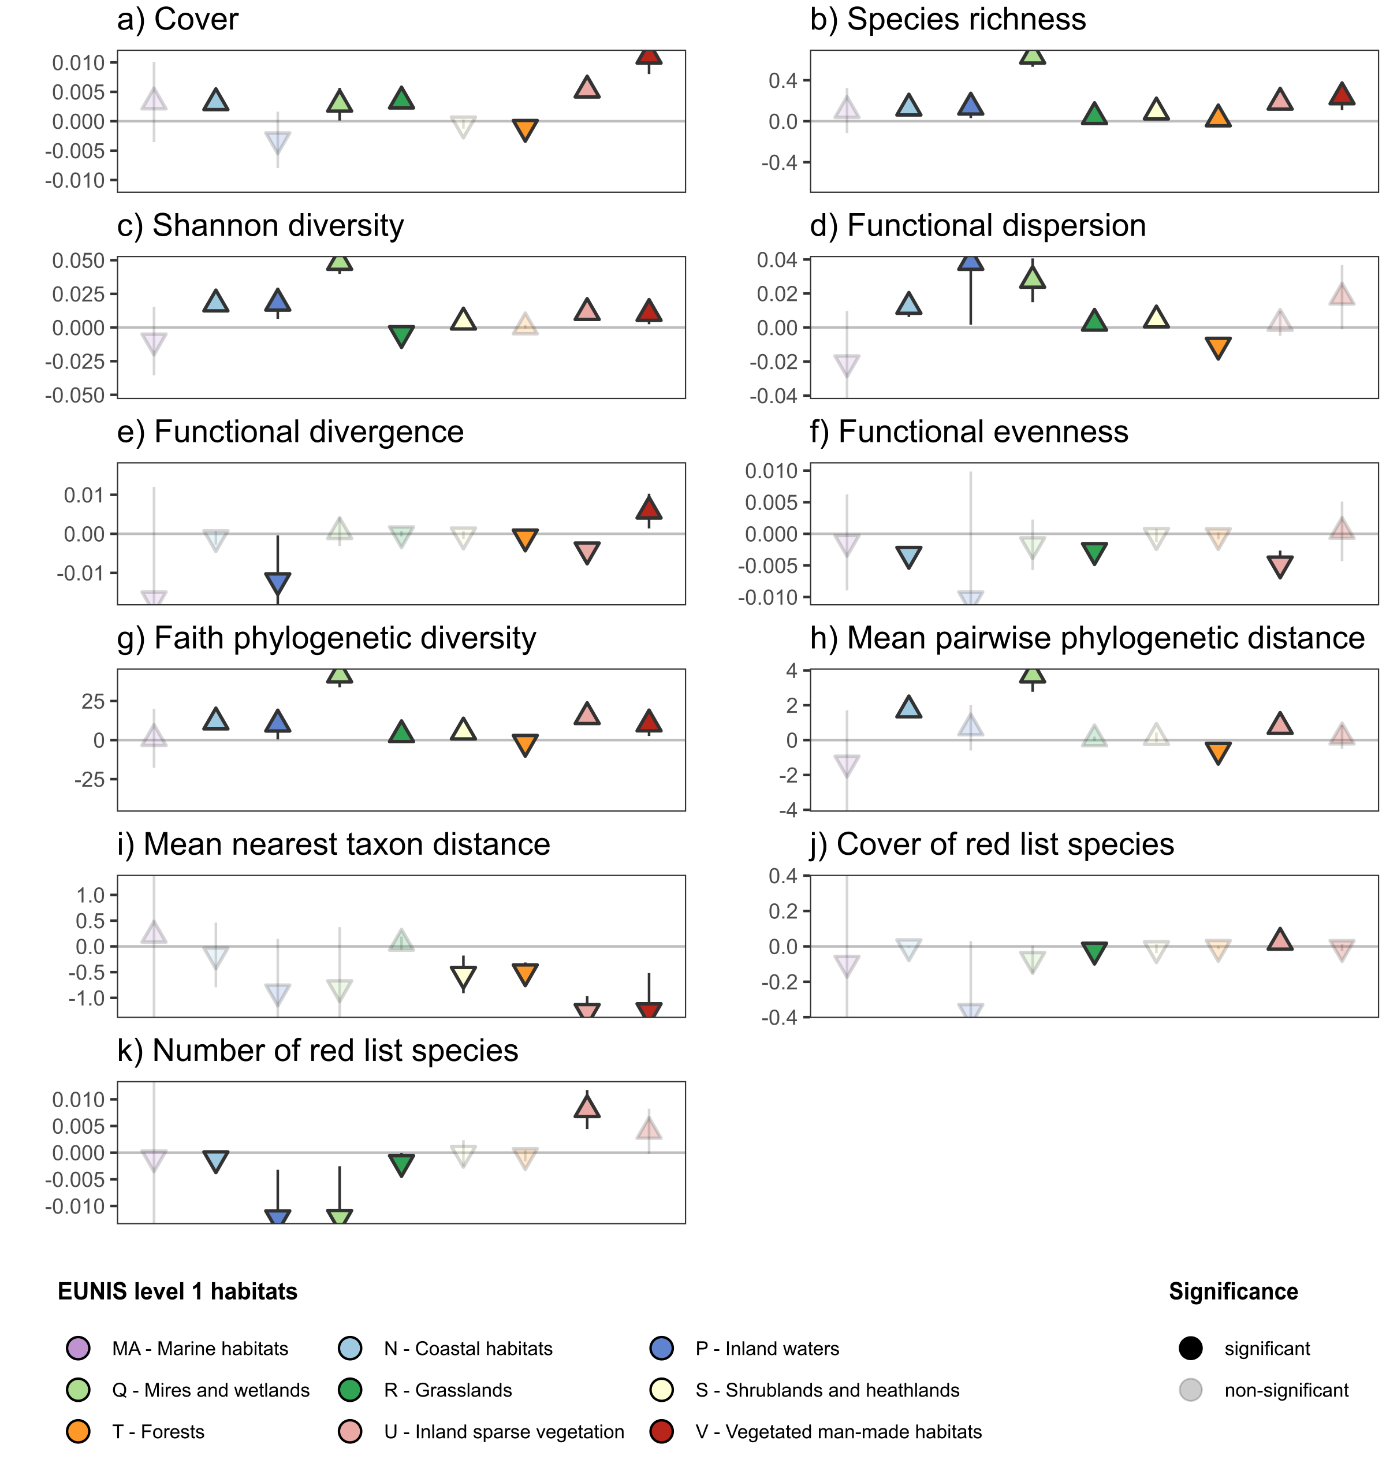 a) Cover
0.010
0.005
0.000
-0.005
-0.010
b) Species richness
0.4
0.0
-0.4
c) Shannon diversity
0.050
0.025
0.000
-0.025
-0.050
d) Functional dispersion
0.04
0.02
0.00
-0.02
-0.04
e) Functional divergence
0.01
0.00
-0.01
f) Functional evenness
0.010
0.005
0.000
-0.005
-0.010
g) Faith phylogenetic diversity
25
0
-25
h) Mean pairwise phylogenetic distance
4
2
0
-2
-4
i) Mean nearest taxon distance
1.0
0.5
0.0
-0.5
-1.0
j) Cover of red list species
0.4
0.2
0.0
-0.2
-0.4
k) Number of red list species
0.010
0.005
0.000
-0.005
-0.010
EUNIS level 1 habitats
MA - Marine habitats
N - Coastal habitats
P - Inland waters
Q - Mires and wetlands
R - Grasslands
S - Shrublands and heathlands
T - Forests
U - Inland sparse vegetation
V - Vegetated man-made habitats
Significance
significant
non-significant